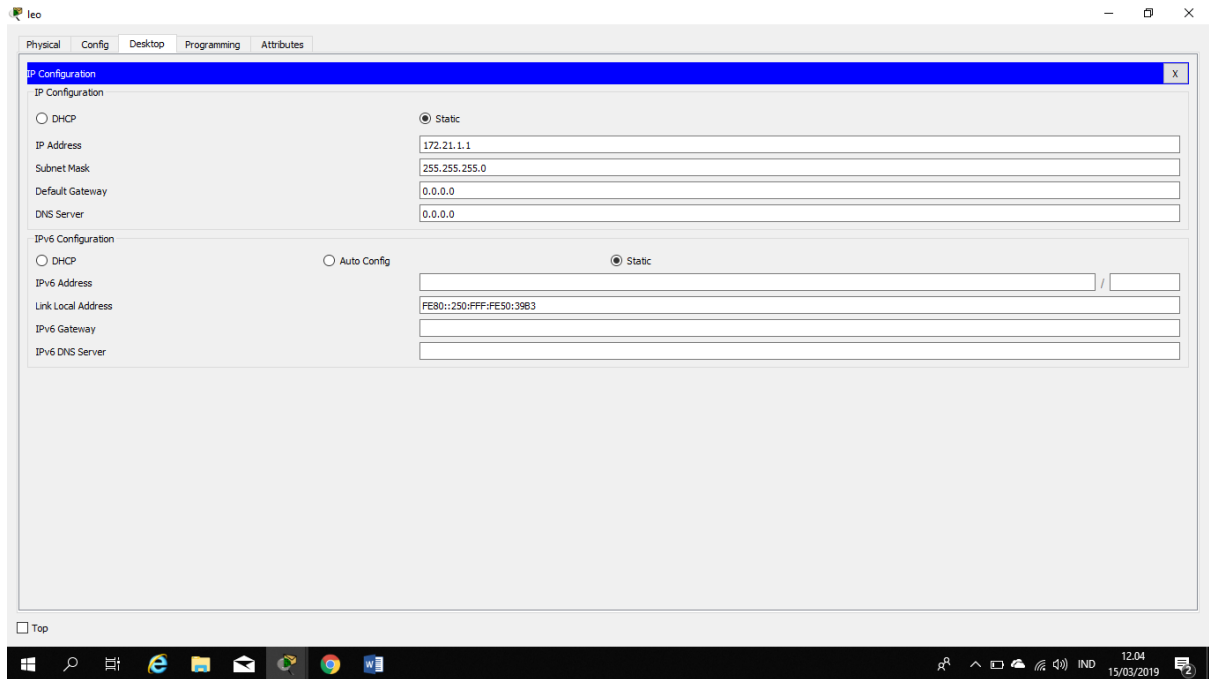 leo
Physical Config Desktop Programming Attributes
IP Configuration X
IP Configuration
DHCP Static
IP Address 172.21.1.1
Subnet Mask 255.255.255.0
Default Gateway 0.0.0.0
DNS Server 0.0.0.0
IPv6 Configuration
DHCP Auto Config Static
IPv6 Address /
Link Local Address FE80::250:FFF:FE50:39B3
IPv6 Gateway
IPv6 DNS Server
Top
IND 12.04
15/03/2019 2